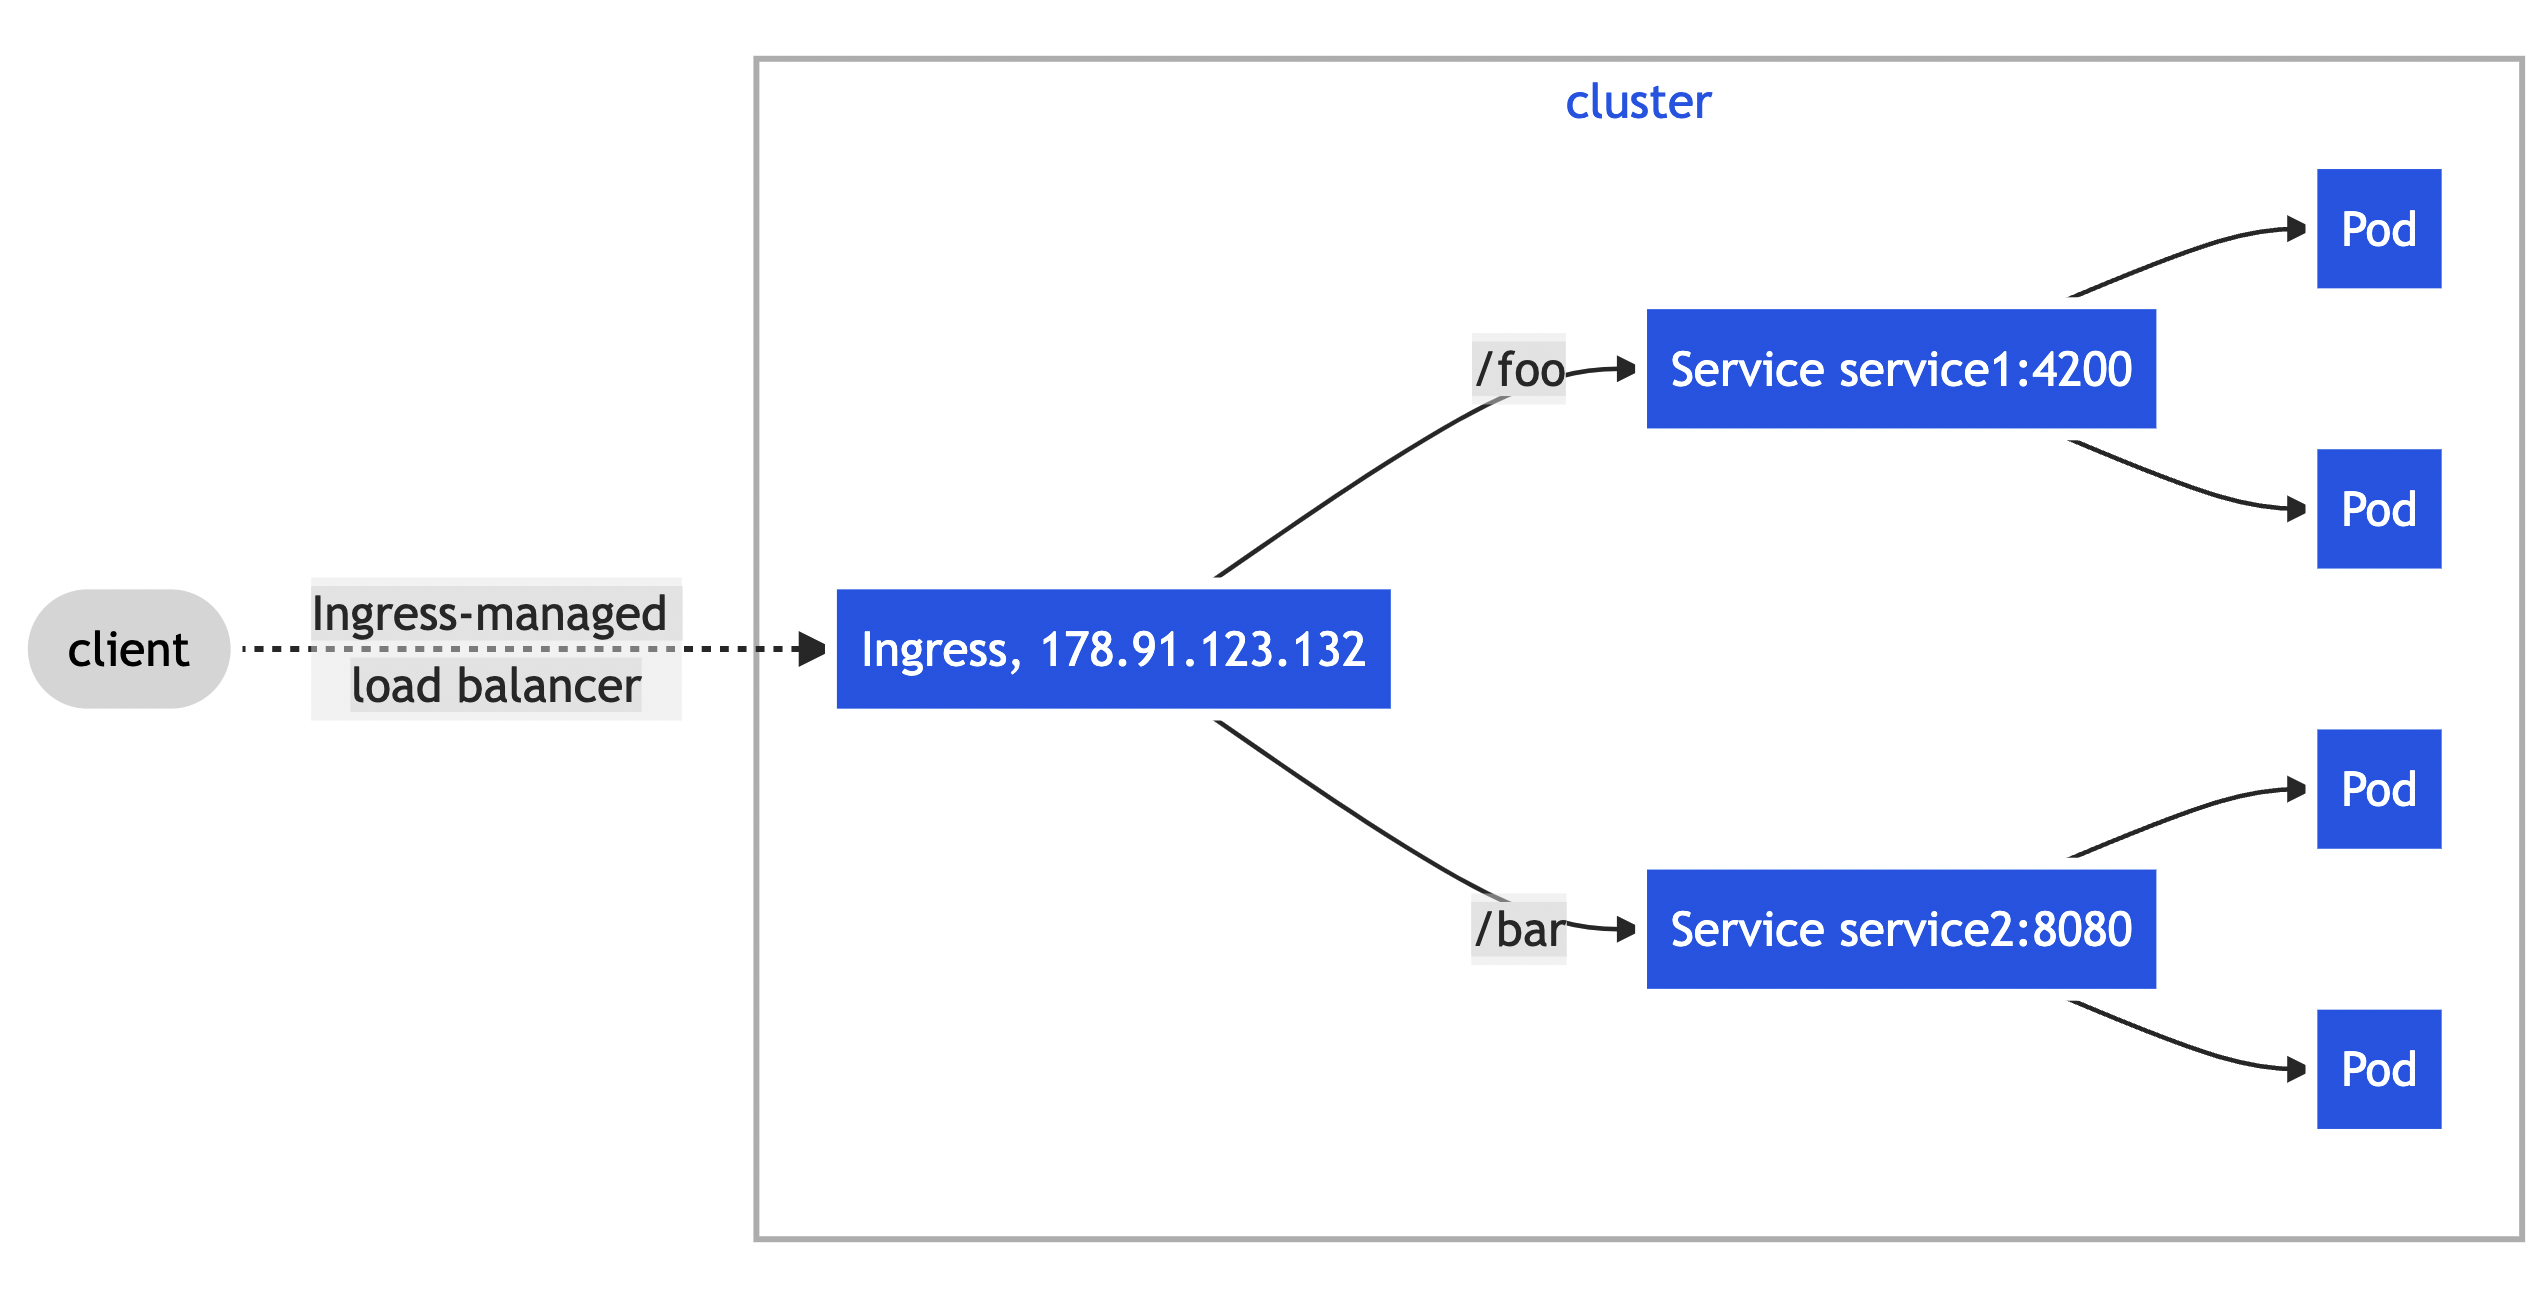 cluster
client
Ingress-managed
load balancer
Ingress, 178.91.123.132
/foo
Service service1:4200
Pod
Pod
/bar
Service service2:8080
Pod
Pod